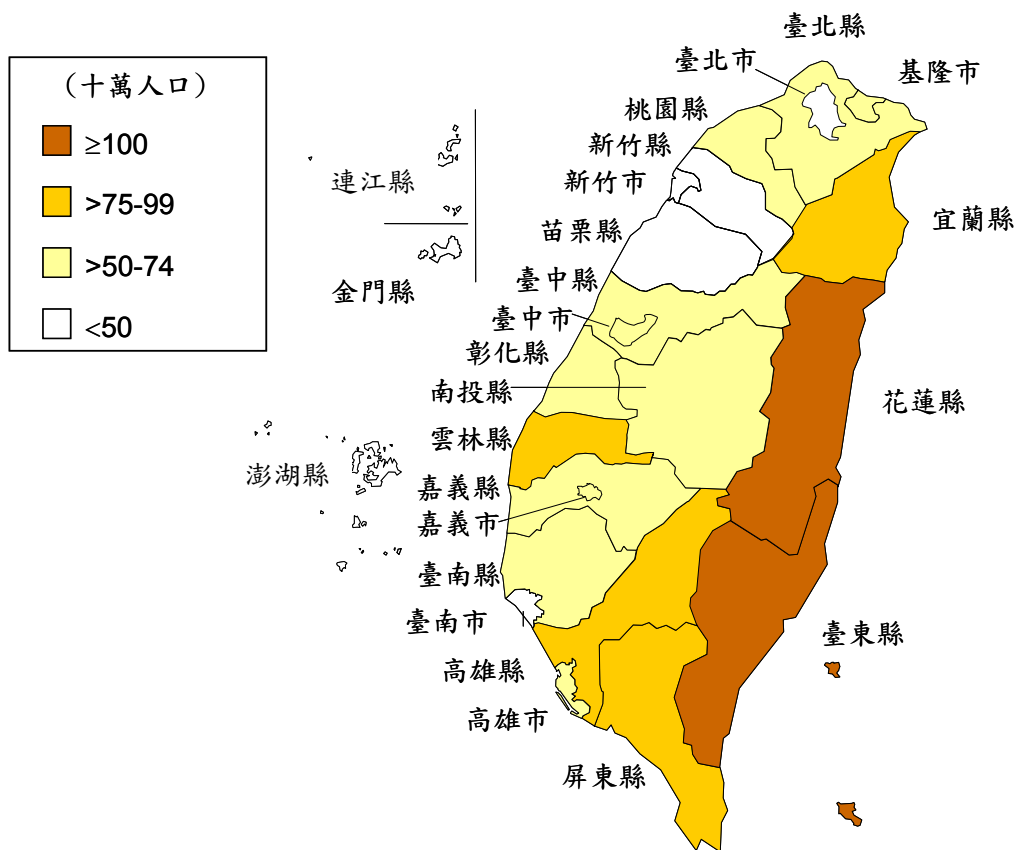 (十萬人口)
≥100
>75-99
>50-74
<50
臺北縣
臺北市
基隆市
桃園縣
新竹縣
新竹市
苗栗縣
宜蘭縣
連江縣
金門縣
臺中縣
臺中市
彰化縣
南投縣
花蓮縣
雲林縣
澎湖縣
嘉義縣
嘉義市
臺南縣
臺南市
臺東縣
高雄縣
高雄市
屏東縣